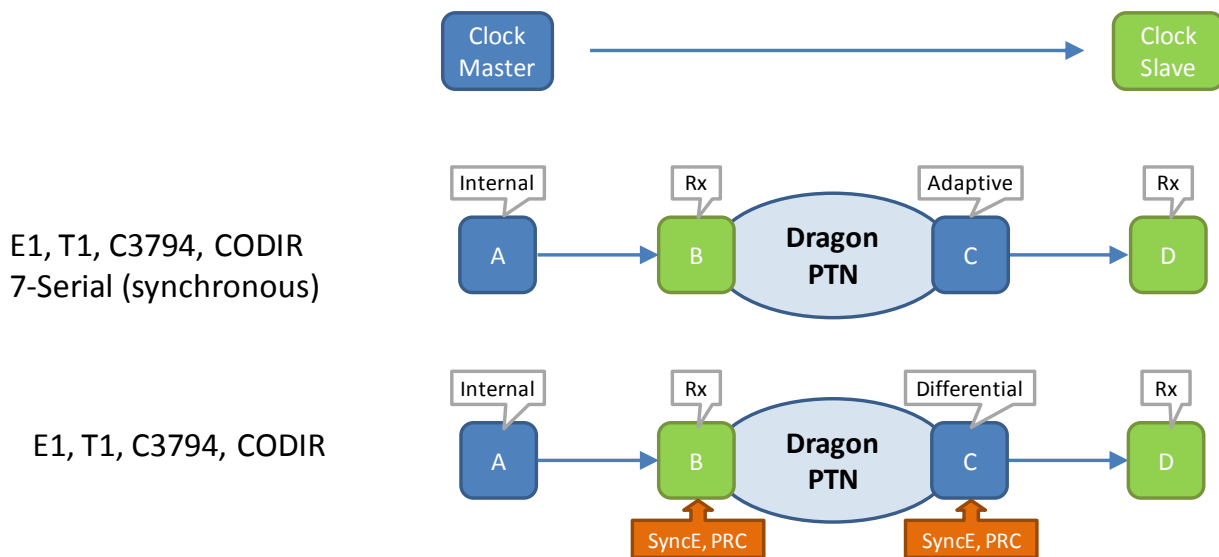 Clock
Master
Clock
Slave
Internal
Rx
Adaptive
Rx
E1, T1, C3794, CODIR
7-Serial (synchronous)
A
B
Dragon
PTN
C
D
Internal
Rx
Differential
Rx
E1, T1, C3794, CODIR
A
B
Dragon
PTN
C
D
SyncE, PRC
SyncE, PRC